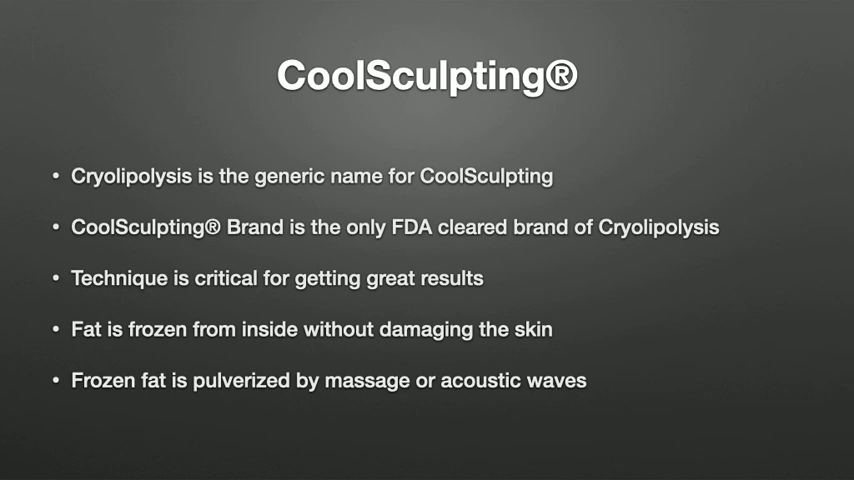 CoolSculpting®
• Cryolipolysis is the generic name for CoolSculpting
• CoolSculpting® Brand is the only FDA cleared brand of Cryolipolysis
• Technique is critical for getting great results
• Fat is frozen from inside without damaging the skin
• Frozen fat is pulverized by massage or acoustic waves